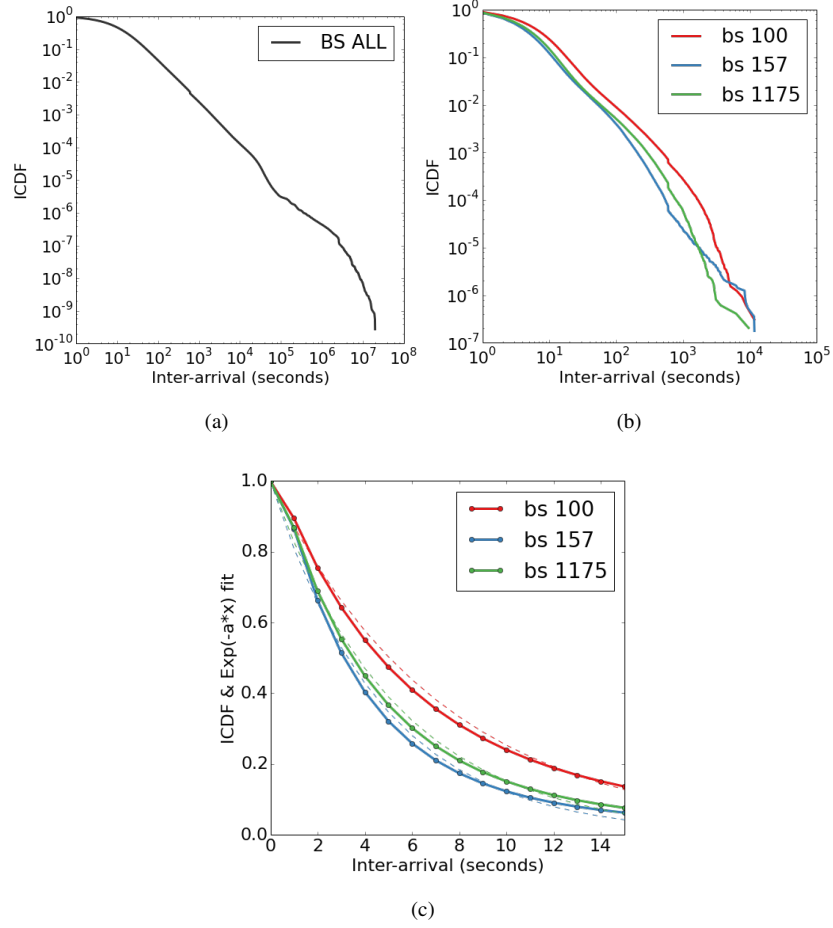 10^0
10^-1
10^-2
10^-3
10^-4
10^-5
10^-6
10^-7
10^-8
10^-9
10^-10
ICDF
BS ALL
10^0 10^1 10^2 10^3 10^4 10^5 10^6 10^7 10^8
Inter-arrival (seconds)
(a)
10^0
10^-1
10^-2
10^-3
10^-4
10^-5
10^-6
10^-7
ICDF
bs 100
bs 157
bs 1175
10^0 10^1 10^2 10^3 10^4 10^5
Inter-arrival (seconds)
(b)
1.0
0.8
0.6
0.4
0.2
0.0
ICDF & Exp(-a*x) fit
bs 100
bs 157
bs 1175
0 2 4 6 8 10 12 14
Inter-arrival (seconds)
(c)